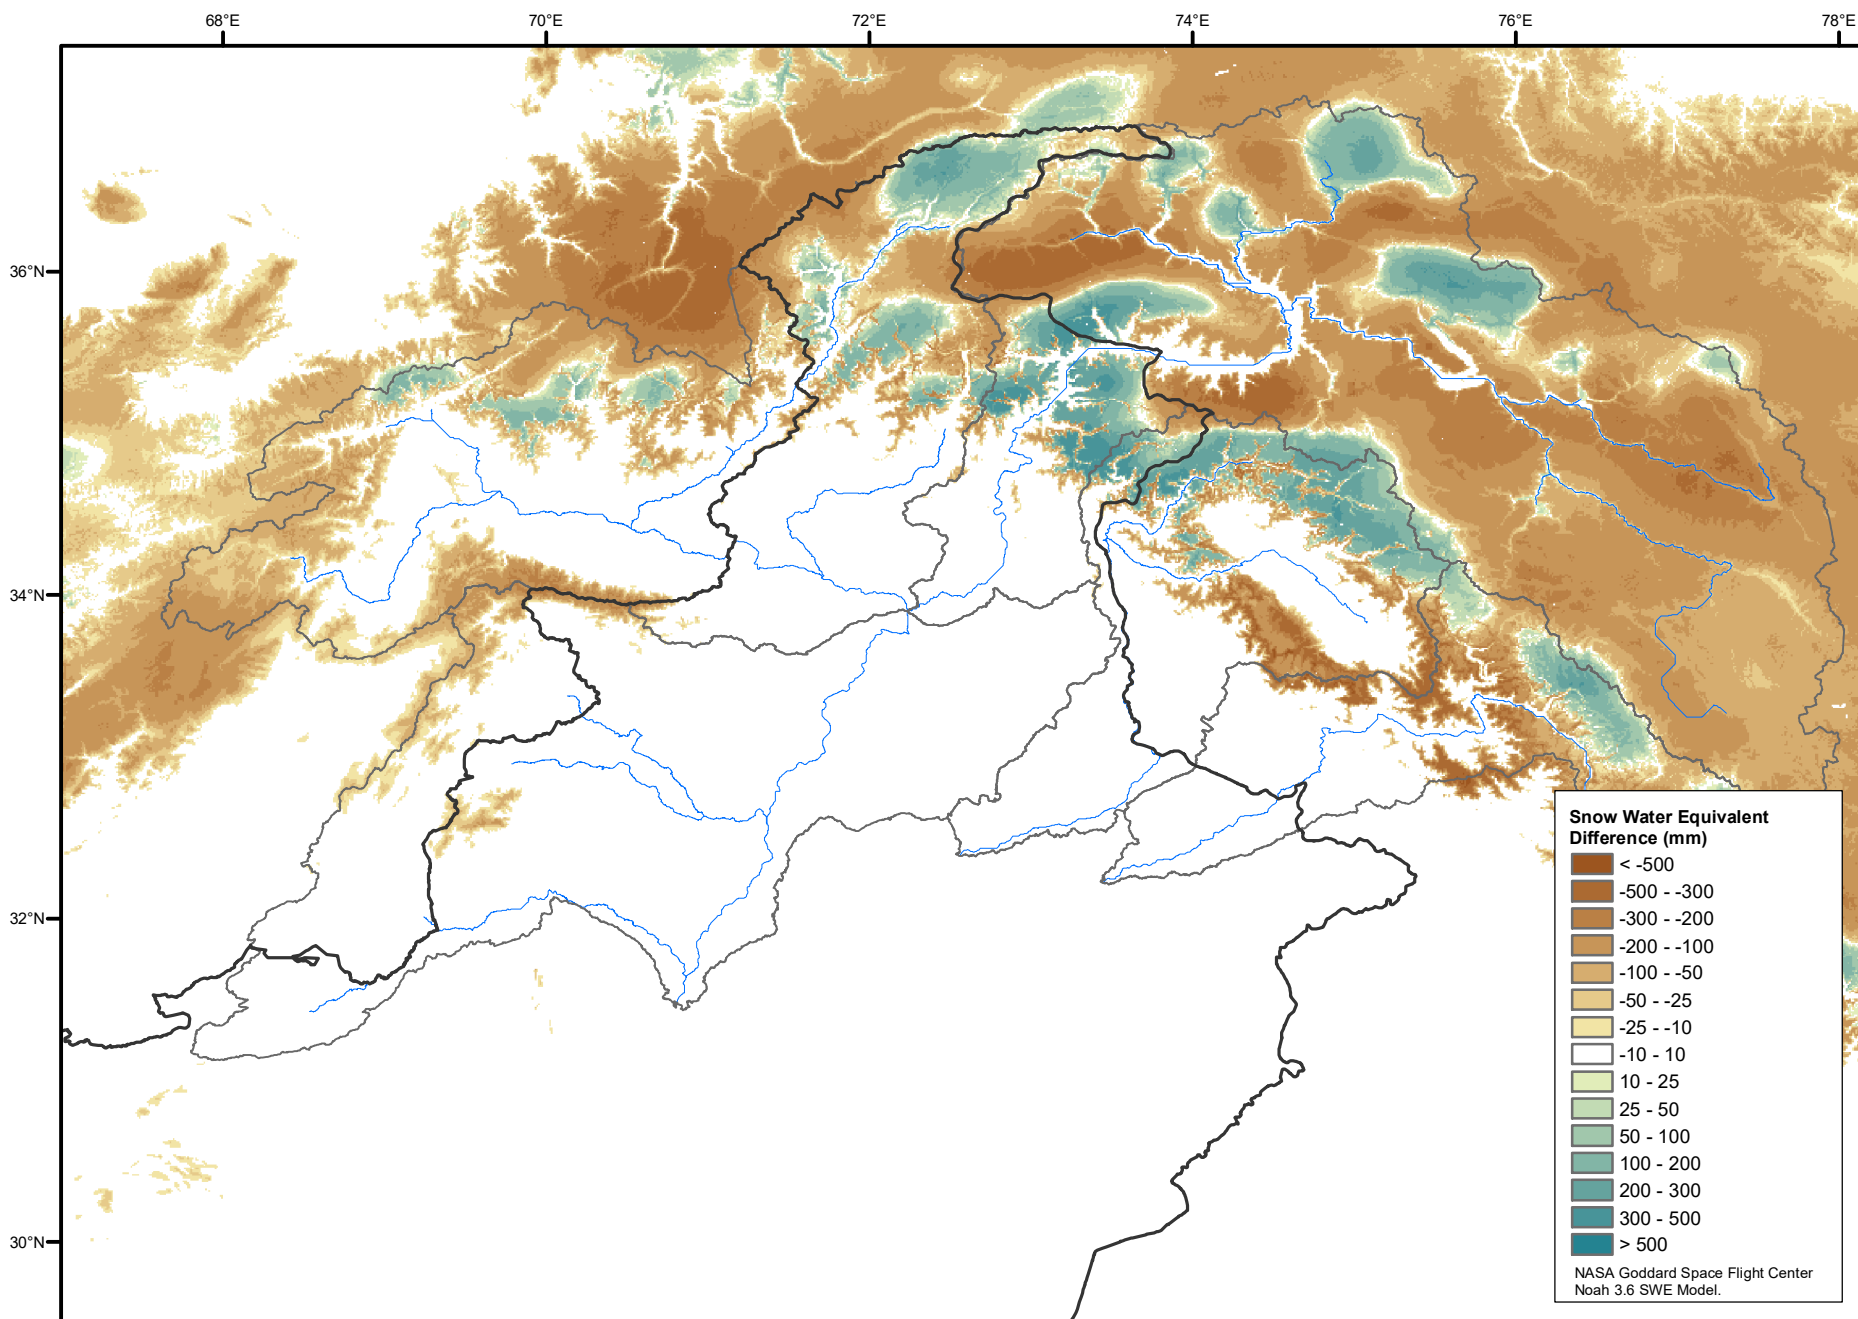 68°E
70°E
72°E
74°E
76°E
78°E
36°N
34°N
32°N
30°N
Snow Water Equivalent
Difference (mm)
< -500
-500 - -300
-300 - -200
-200 - -100
-100 - -50
-50 - -25
-25 - -10
-10 - 10
10 - 25
25 - 50
50 - 100
100 - 200
200 - 300
300 - 500
> 500
NASA Goddard Space Flight Center
Noah 3.6 SWE Model.